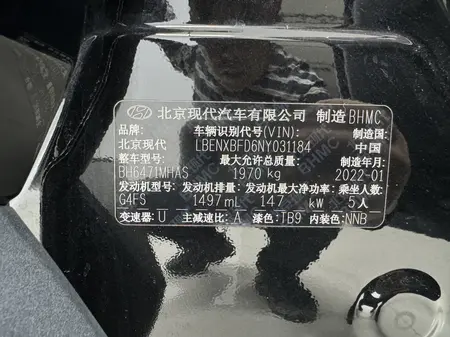 北京现代汽车有限公司 制造 BHMC
品牌: 车辆识别代号(VIN): 制造国:
北京现代 LBENXBFD6NY031184 中国
整车型号: 最大允许总质量: 制造年月:
BH6471MHAS 1970 kg 2022-01
发动机型号: 发动机排量: 发动机最大净功率: 乘坐人数
G4FS 1497mL 147 kW 5人
变速器: U 主减速比: A 漆色: TB9 内装色: NNB